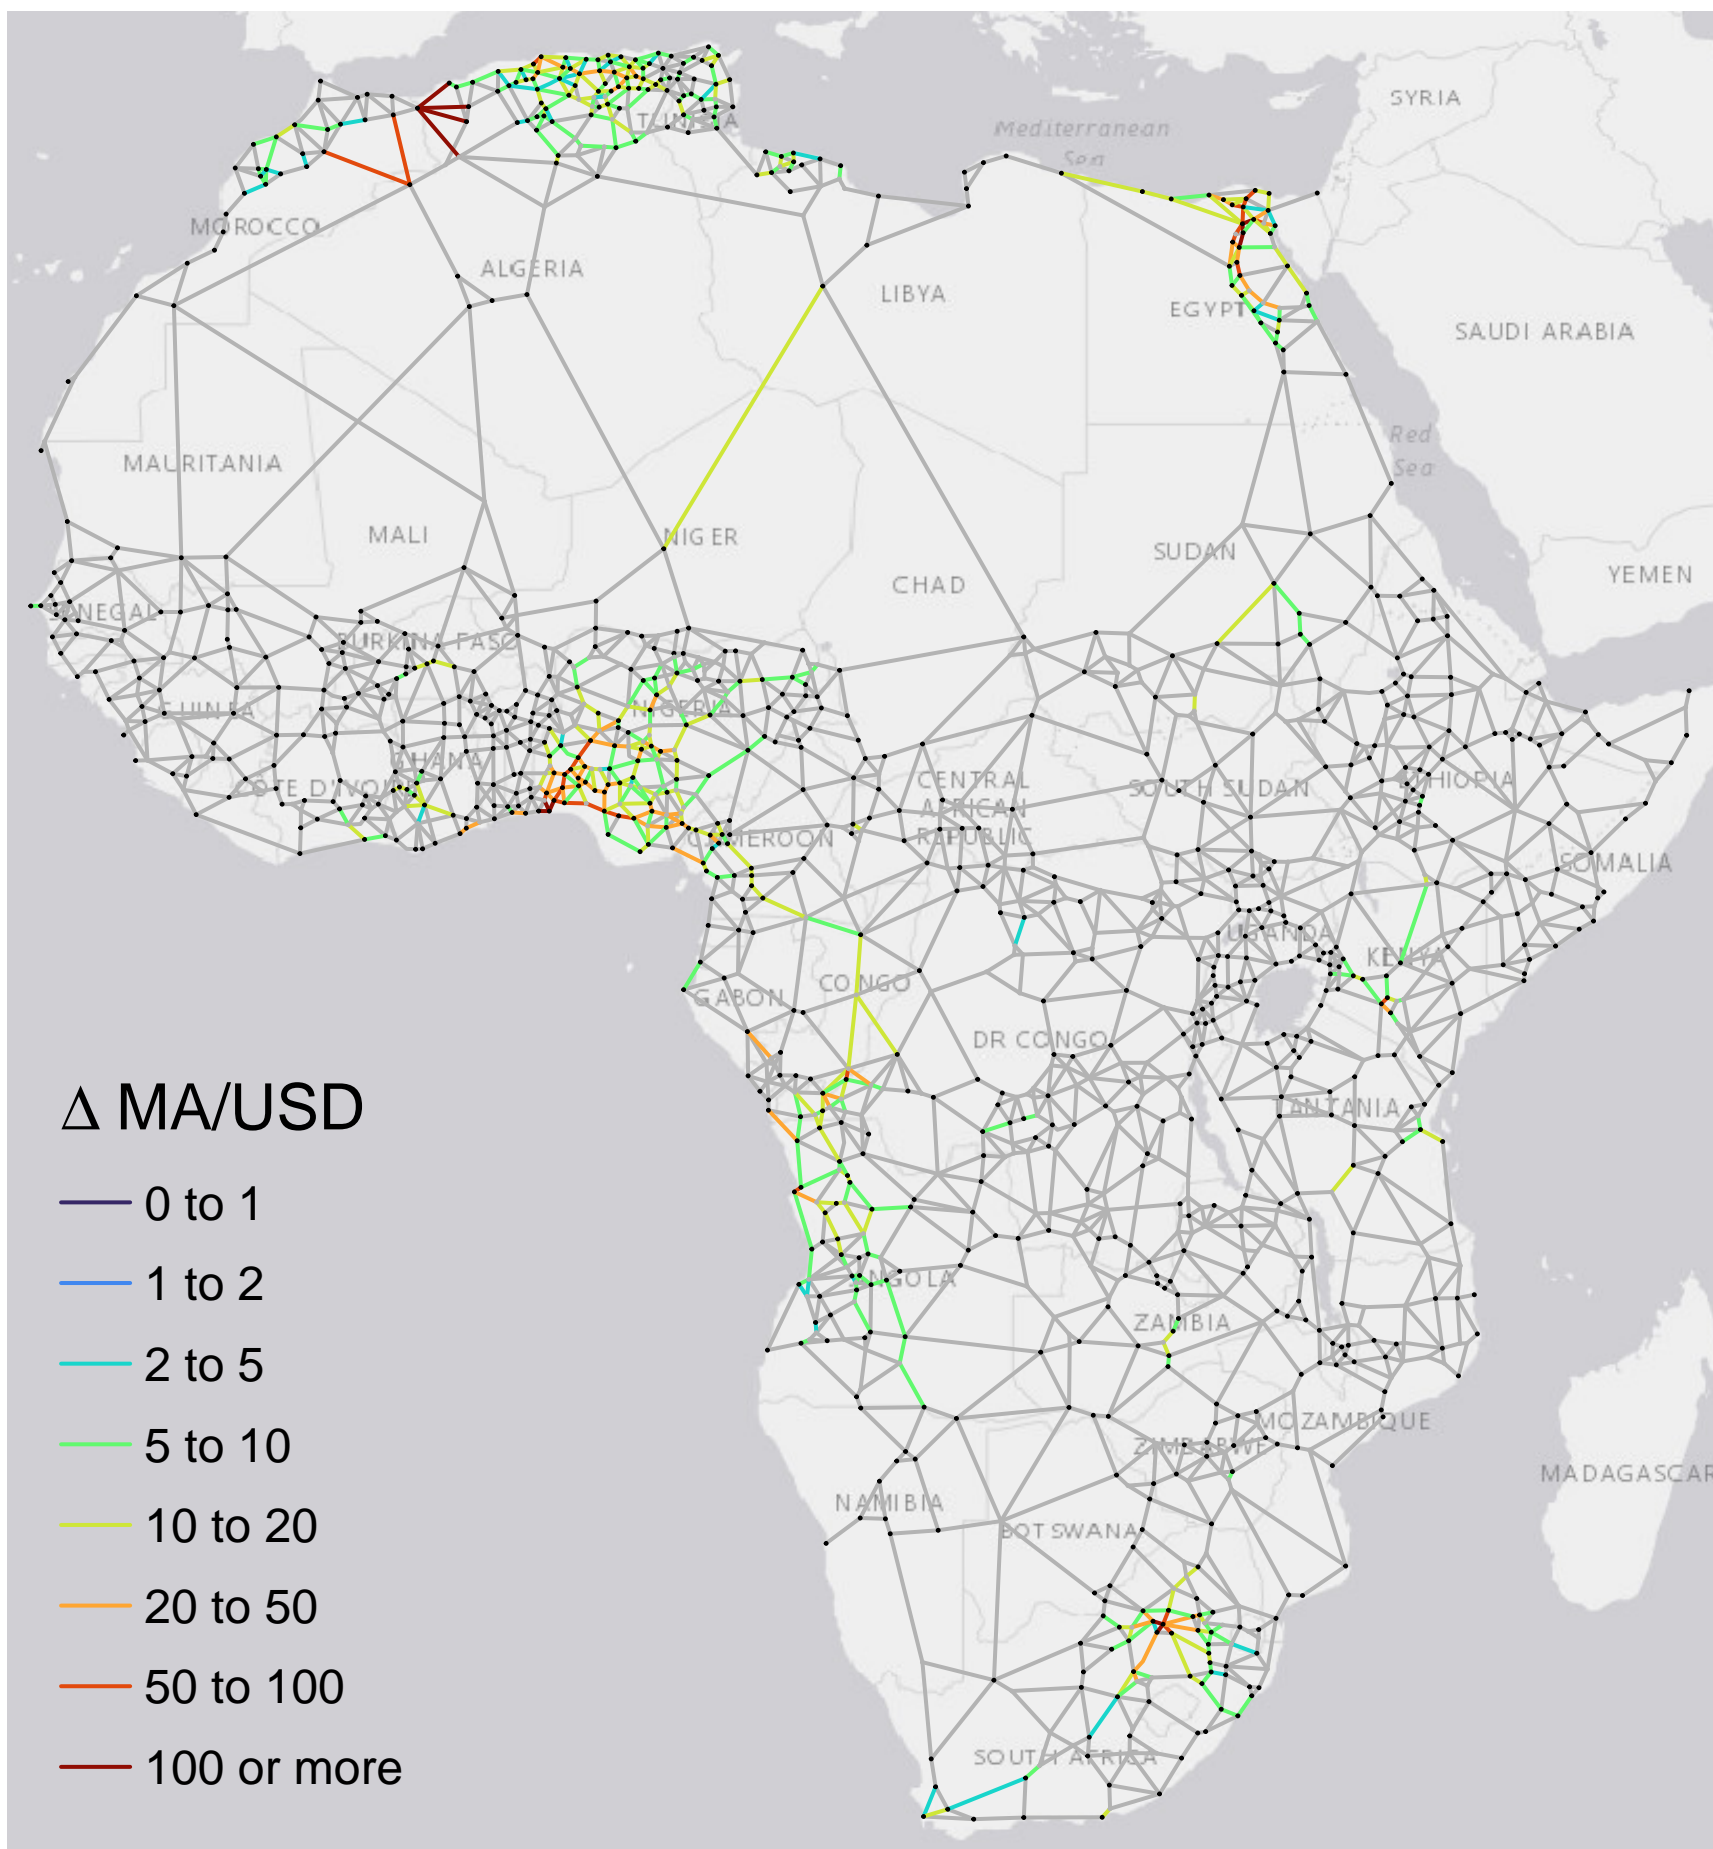 SYRIA
Mediterranean
Sea
TUNISIA
MOROCCO
ALGERIA
LIBYA
EGYPT
SAUDI ARABIA
Red
Sea
MAURITANIA
MALI
NIGER
CHAD
SUDAN
YEMEN
SENEGAL
BURKINA FASO
GUINEA
NIGERIA
GHANA
CÔTE D'IVOIRE
CENTRAL
AFRICAN
REPUBLIC
SOUTH SUDAN
ETHIOPIA
CAMEROON
SOMALIA
UGANDA
KENYA
GABON
CONGO
DR CONGO
TANZANIA
Δ MA/USD
0 to 1
1 to 2
2 to 5
5 to 10
10 to 20
20 to 50
50 to 100
100 or more
ANGOLA
ZAMBIA
MOZAMBIQUE
ZIMBABWE
MADAGASCAR
NAMIBIA
BOTSWANA
SOUTH AFRICA